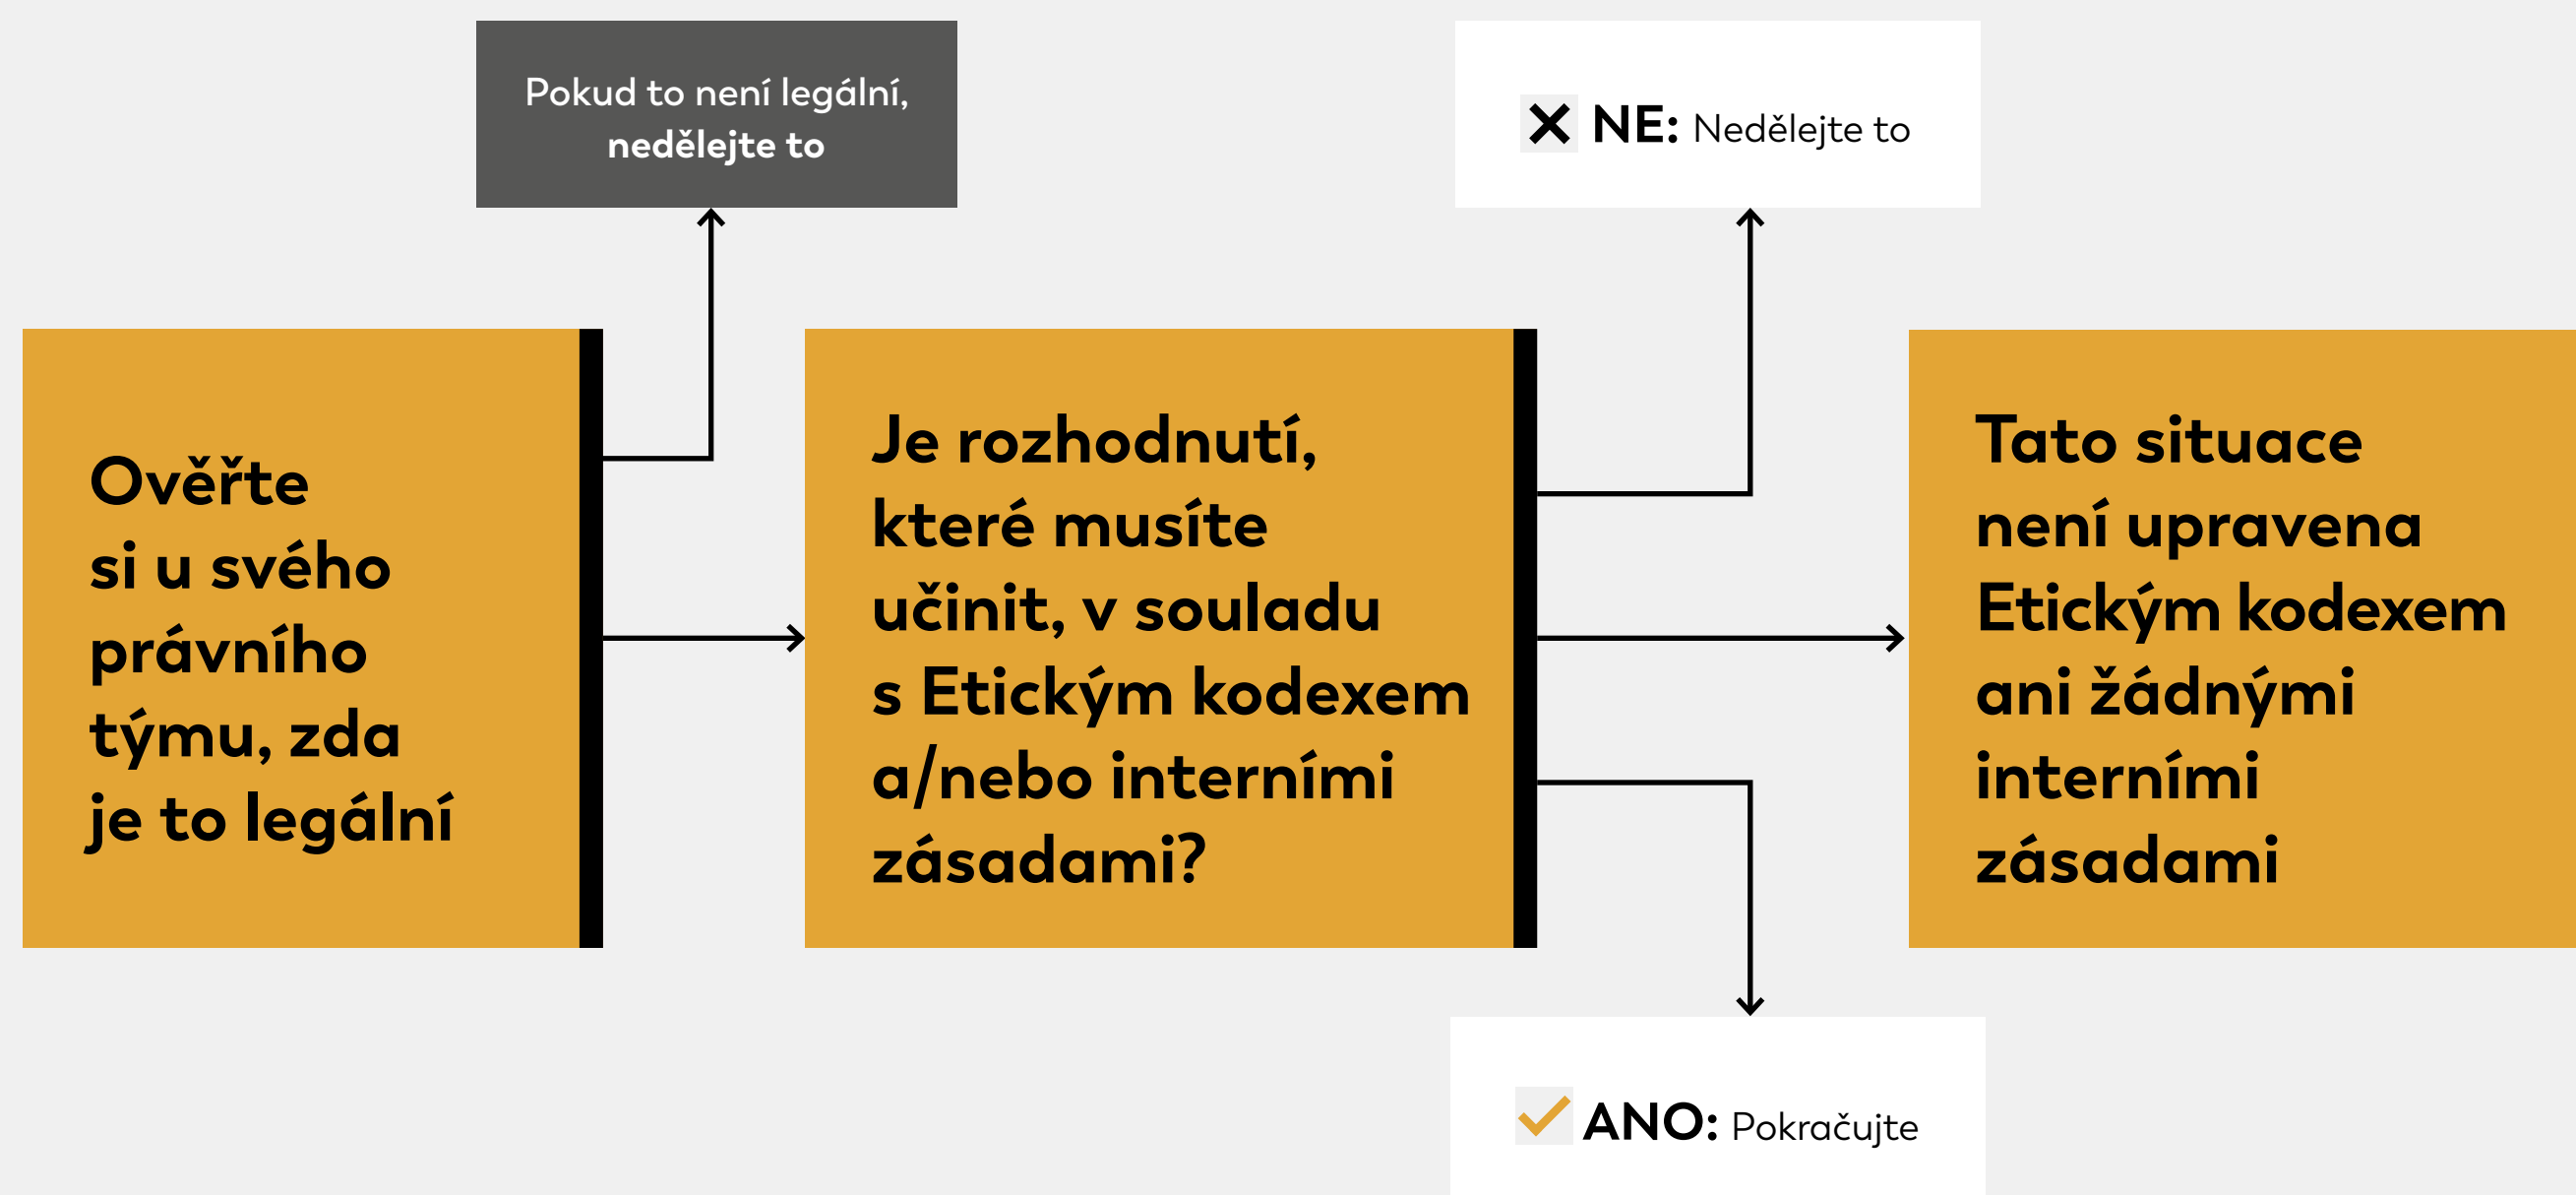 Pokud to není legální,
nedělejte to
NE: Nedělejte to
Ověřte
si u svého
právního
týmu, zda
je to legální
Je rozhodnutí,
které musíte
učinit, v souladu
s Etickým kodexem
a/nebo interními
zásadami?
Tato situace
není upravena
Etickým kodexem
ani žádnými
interními
zásadami
ANO: Pokračujte